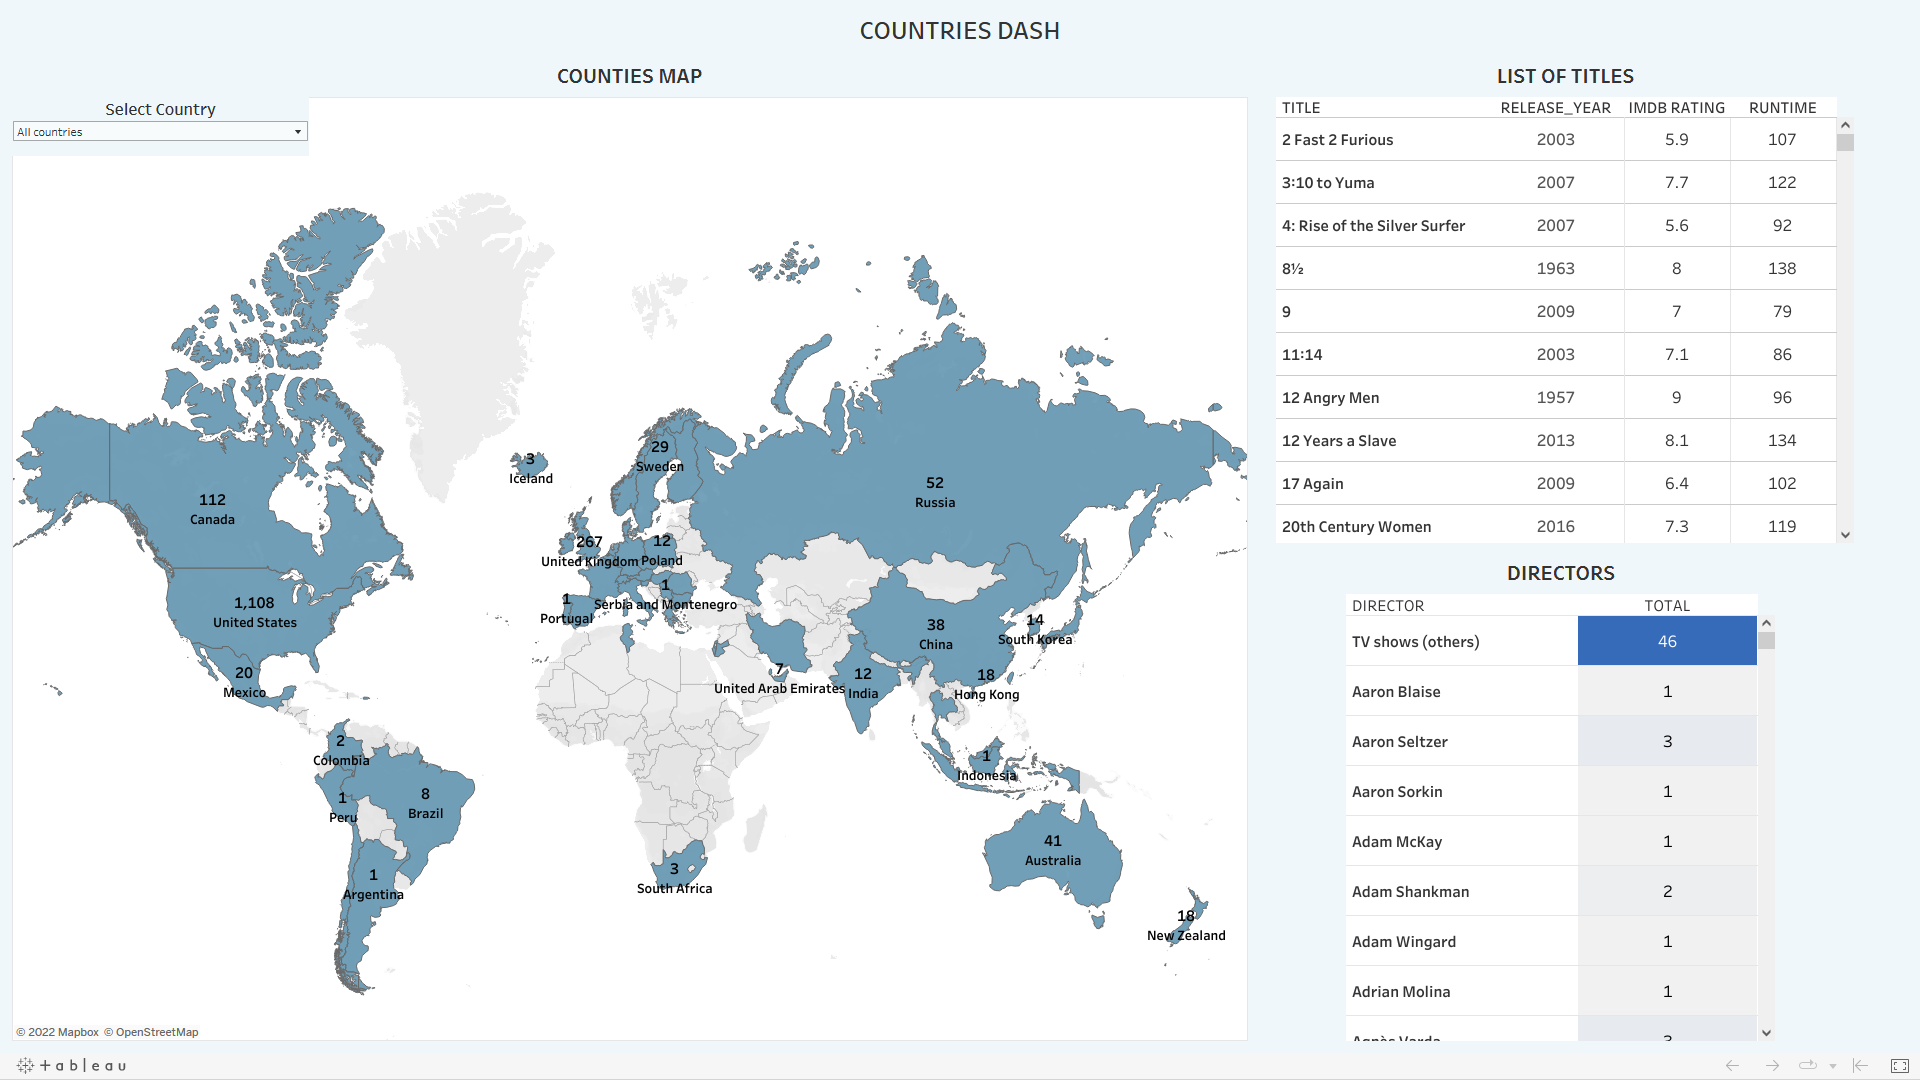 COUNTRIES DASH
COUNTIES MAP
Select Country
All countries
3
Iceland
29
Sweden
52
Russia
112
Canada
267
United Kingdom
12
Poland
1
Serbia and Montenegro
1
Portugal
1,108
United States
38
China
14
South Korea
20
Mexico
7
United Arab Emirates
12
India
18
Hong Kong
2
Colombia
1
Indonesia
1
Peru
8
Brazil
41
Australia
1
Argentina
3
South Africa
18
New Zealand
© 2022 Mapbox © OpenStreetMap
LIST OF TITLES
TITLE RELEASE_YEAR IMDB RATING RUNTIME
2 Fast 2 Furious 2003 5.9 107
3:10 to Yuma 2007 7.7 122
4: Rise of the Silver Surfer 2007 5.6 92
8½ 1963 8 138
9 2009 7 79
11:14 2003 7.1 86
12 Angry Men 1957 9 96
12 Years a Slave 2013 8.1 134
17 Again 2009 6.4 102
20th Century Women 2016 7.3 119
DIRECTORS
DIRECTOR TOTAL
TV shows (others) 46
Aaron Blaise 1
Aaron Seltzer 3
Aaron Sorkin 1
Adam McKay 1
Adam Shankman 2
Adam Wingard 1
Adrian Molina 1
Agnès Varda
+ a b l e a u